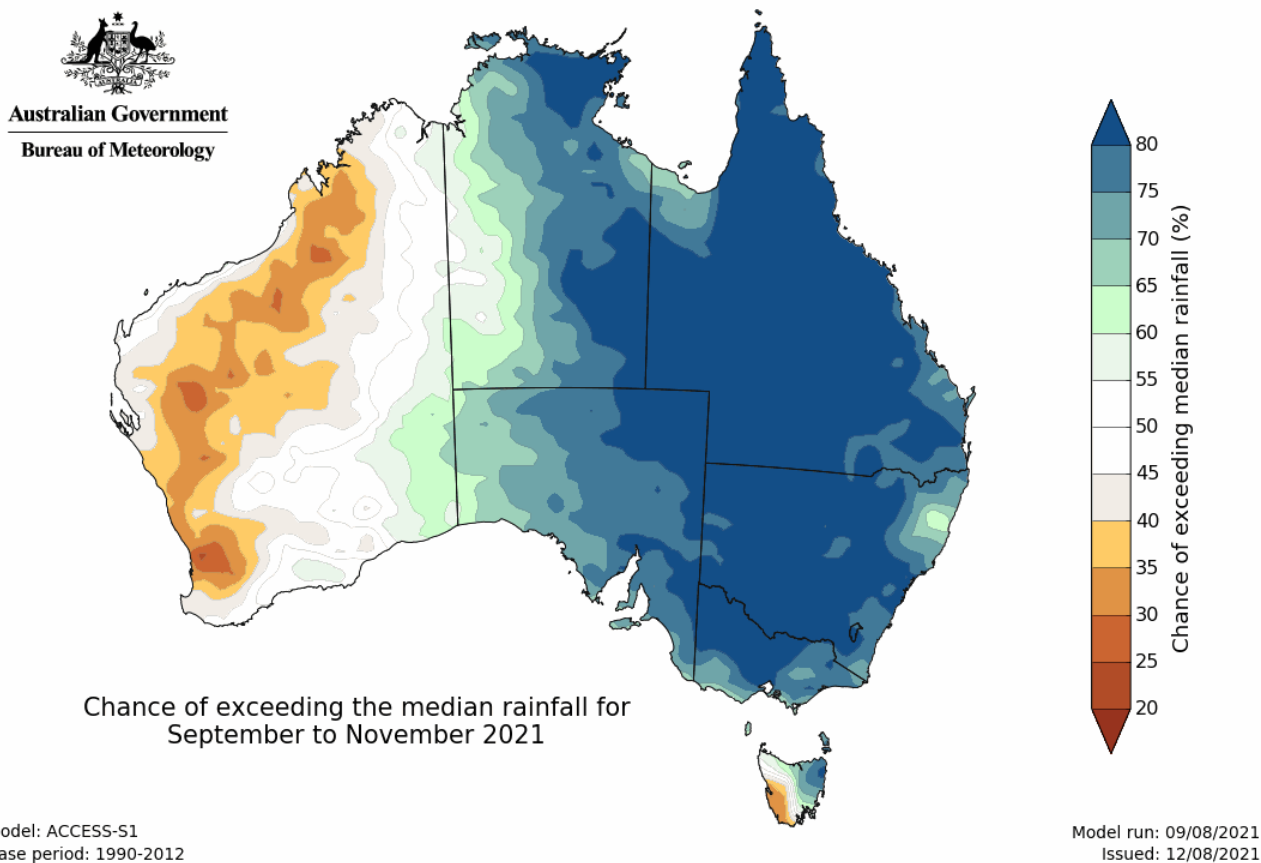 Australian Government
Bureau of Meteorology
80
75
70
65
60
55
50
45
40
35
30
25
20
Chance of exceeding median rainfall (%)
Chance of exceeding the median rainfall for
September to November 2021
odel: ACCESS-S1
ase period: 1990-2012
Model run: 09/08/2021
Issued: 12/08/2021